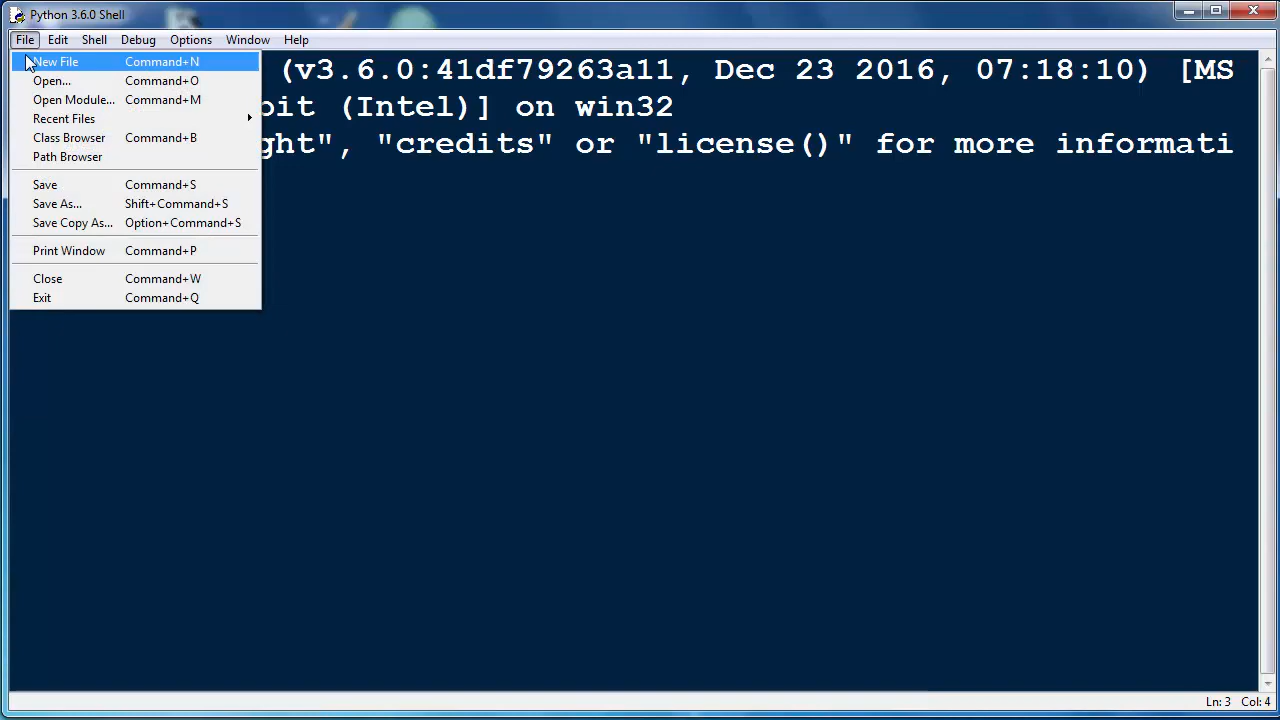 Python 3.6.0 Shell
File Edit Shell Debug Options Window Help
New File Command+N
Open... Command+O
Open Module... Command+M
Recent Files
Class Browser Command+B
Path Browser
Save Command+S
Save As... Shift+Command+S
Save Copy As... Option+Command+S
Print Window Command+P
Close Command+W
Exit Command+Q
(v3.6.0:41df79263a11, Dec 23 2016, 07:18:10) [MS
bit (Intel)] on win32
ght", "credits" or "license()" for more informati
Ln: 3 Col: 4